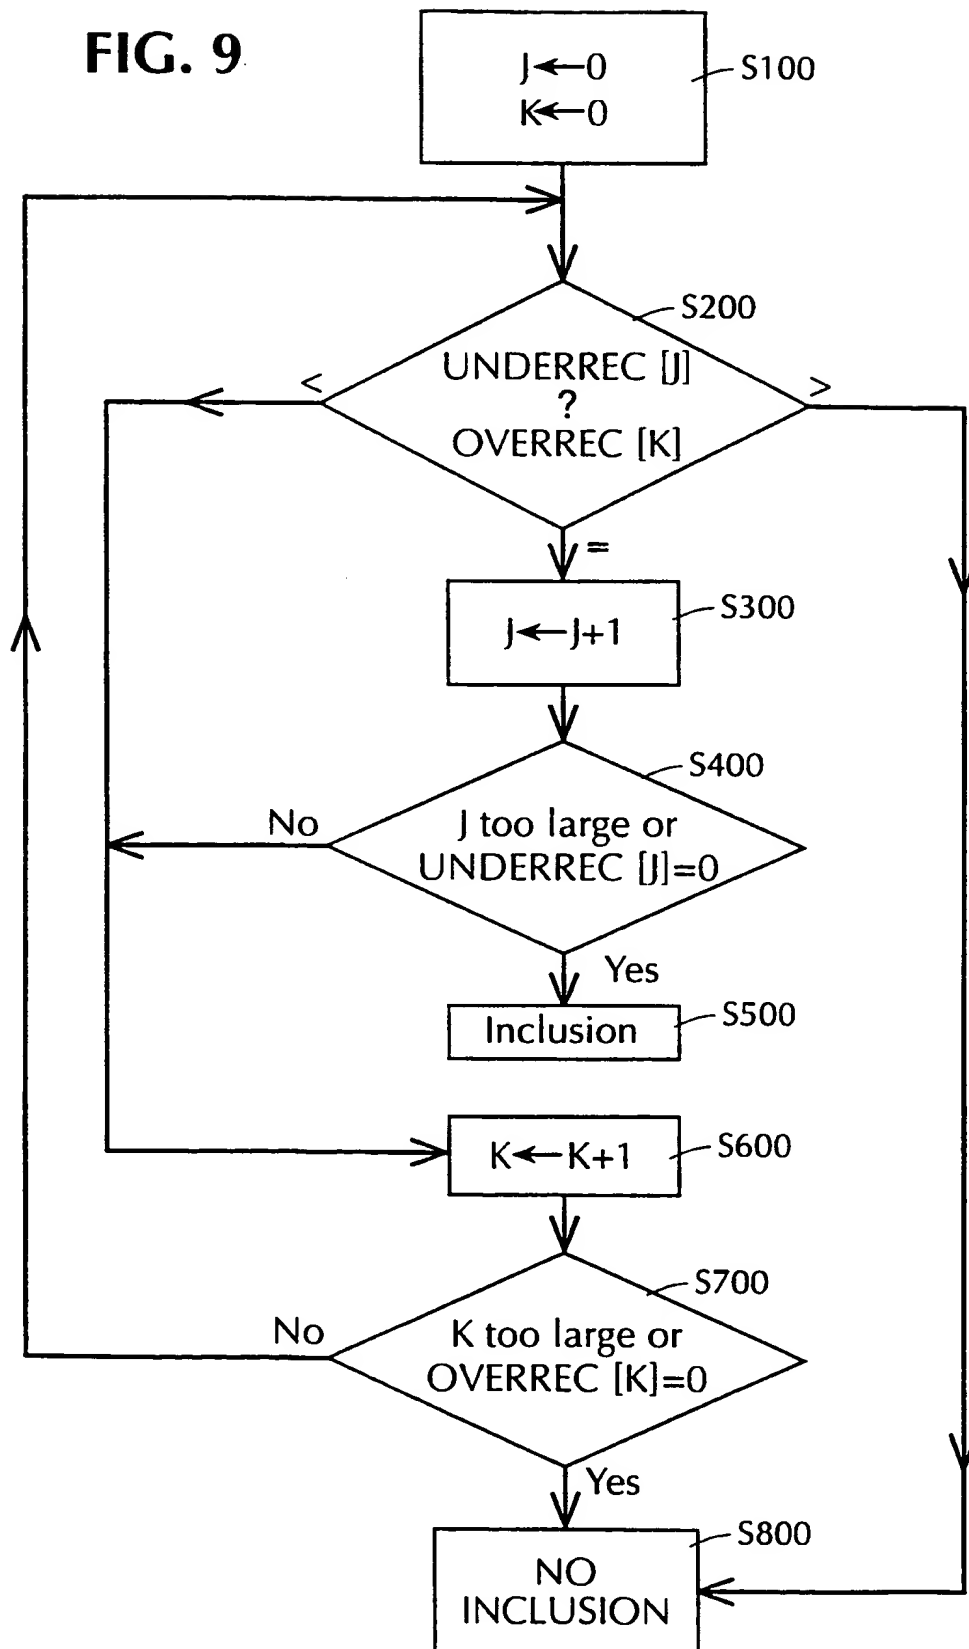 FIG. 9
J←0
K←0
S100
S200
UNDERREC [J]
?
OVERREC [K]
<
>
=
S300
J←J+1
S400
J too large or
UNDERREC [J]=0
No
Yes
Inclusion
S500
K←K+1
S600
S700
K too large or
OVERREC [K]=0
No
Yes
S800
NO
INCLUSION